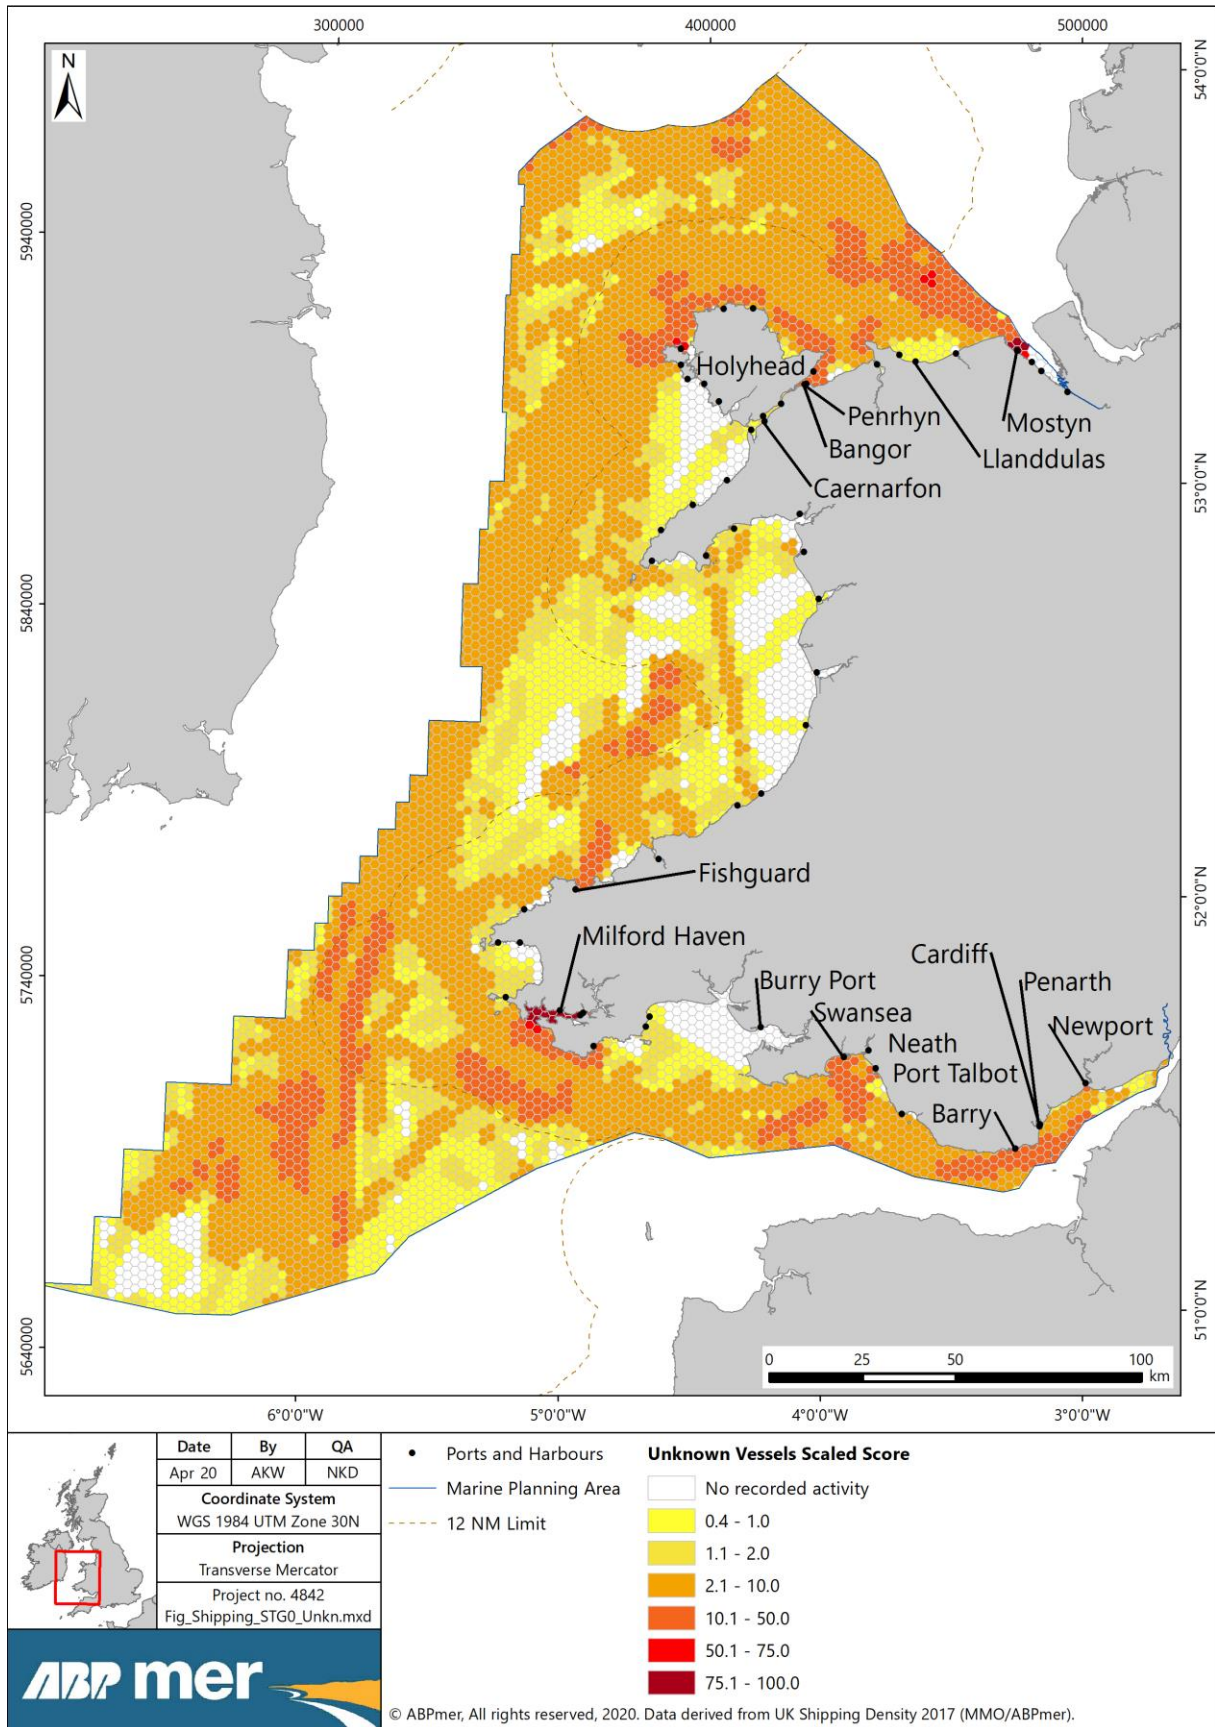 300000 400000 500000
N
54°0'0"N
5940000
Holyhead
Penrhyn
Mostyn
Bangor
Llanddulas
Caernarfon
53°0'0"N
5840000
Fishguard
52°0'0"N
Milford Haven
Cardiff
5740000
Burry Port
Penarth
Swansea
Newport
Neath
Port Talbot
Barry
51°0'0"N
5640000
0 25 50 100
km
6°0'0"W 5°0'0"W 4°0'0"W 3°0'0"W
Date By QA
Apr 20 AKW NKD
Coordinate System
WGS 1984 UTM Zone 30N
Projection
Transverse Mercator
Project no. 4842
Fig_Shipping_STG0_Unkn.mxd
ABP mer
Ports and Harbours
Marine Planning Area
12 NM Limit
Unknown Vessels Scaled Score
No recorded activity
0.4 - 1.0
1.1 - 2.0
2.1 - 10.0
10.1 - 50.0
50.1 - 75.0
75.1 - 100.0
© ABPmer, All rights reserved, 2020. Data derived from UK Shipping Density 2017 (MMO/ABPmer).